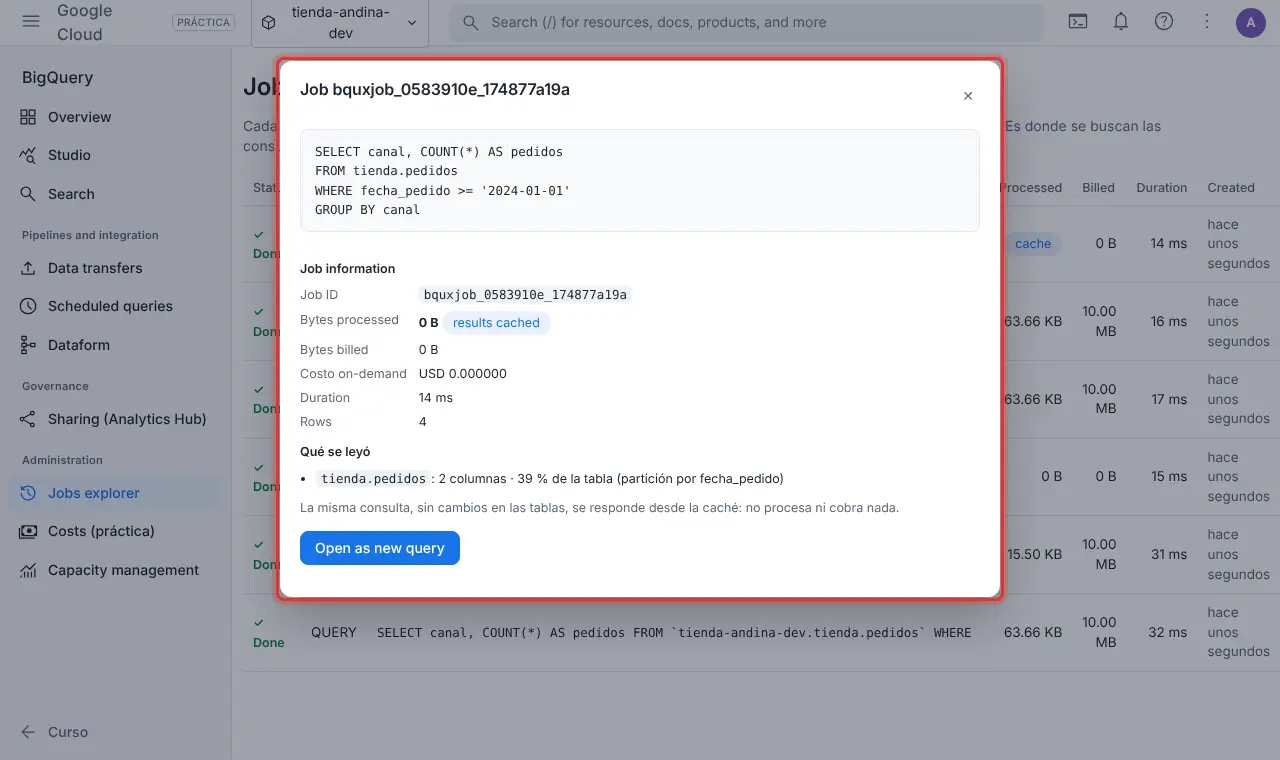 Google Cloud
PRÁCTICA
tienda-andina-dev
Search (/) for resources, docs, products, and more
A
BigQuery
Overview
Studio
Search
Pipelines and integration
Data transfers
Scheduled queries
Dataform
Governance
Sharing (Analytics Hub)
Administration
Jobs explorer
Costs (práctica)
Capacity management
Curso
Job bquxjob_0583910e_174877a19a
×
SELECT canal, COUNT(*) AS pedidos
FROM tienda.pedidos
WHERE fecha_pedido >= '2024-01-01'
GROUP BY canal
Job information
Job ID bquxjob_0583910e_174877a19a
Bytes processed 0 B results cached
Bytes billed 0 B
Costo on-demand USD 0.000000
Duration 14 ms
Rows 4
Qué se leyó
• tienda.pedidos : 2 columnas · 39 % de la tabla (partición por fecha_pedido)
La misma consulta, sin cambios en las tablas, se responde desde la caché: no procesa ni cobra nada.
Open as new query
Es donde se buscan las
Processed Billed Duration Created
cache 0 B 14 ms hace unos segundos
63.66 KB 10.00 MB 16 ms hace unos segundos
63.66 KB 10.00 MB 17 ms hace unos segundos
0 B 0 B 15 ms hace unos segundos
15.50 KB 10.00 MB 31 ms hace unos segundos
Done QUERY SELECT canal, COUNT(*) AS pedidos FROM `tienda-andina-dev.tienda.pedidos` WHERE 63.66 KB 10.00 MB 32 ms hace unos segundos